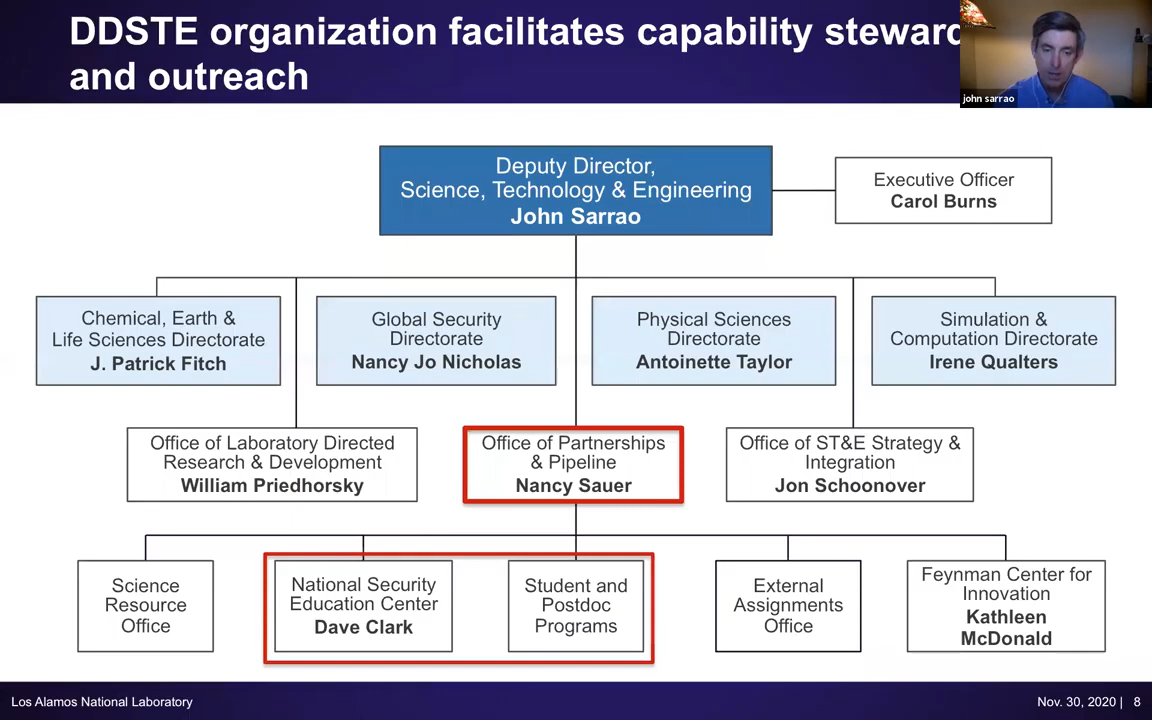 DDSTE organization facilitates capability steward
and outreach
john sarrao
Deputy Director,
Science, Technology & Engineering
John Sarrao
Executive Officer
Carol Burns
Chemical, Earth &
Life Sciences Directorate
J. Patrick Fitch
Global Security
Directorate
Nancy Jo Nicholas
Physical Sciences
Directorate
Antoinette Taylor
Simulation &
Computation Directorate
Irene Qualters
Office of Laboratory Directed
Research & Development
William Priedhorsky
Office of Partnerships
& Pipeline
Nancy Sauer
Office of ST&E Strategy &
Integration
Jon Schoonover
Science
Resource
Office
National Security
Education Center
Dave Clark
Student and
Postdoc
Programs
External
Assignments
Office
Feynman Center for
Innovation
Kathleen
McDonald
Los Alamos National Laboratory
Nov. 30, 2020 | 8